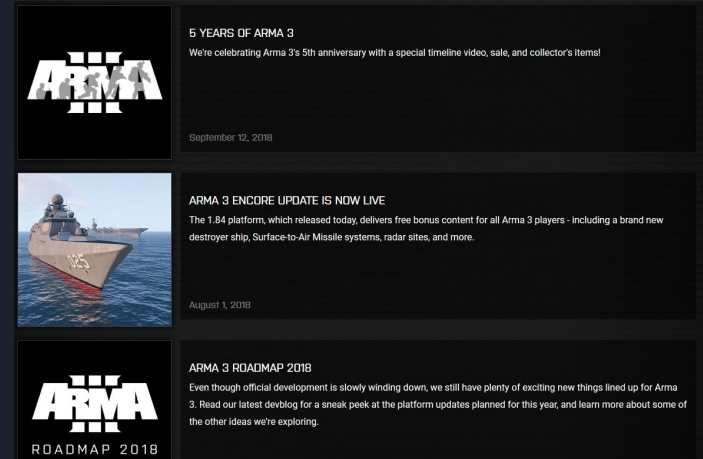 ARMA
III
5 YEARS OF ARMA 3
We're celebrating Arma 3's 5th anniversary with a special timeline video, sale, and collector's items!
September 12, 2018
025
ARMA 3 ENCORE UPDATE IS NOW LIVE
The 1.84 platform, which released today, delivers free bonus content for all Arma 3 players - including a brand new
destroyer ship, Surface-to-Air Missile systems, radar sites, and more.
August 1, 2018
ARMA
III
ROADMAP 2018
ARMA 3 ROADMAP 2018
Even though official development is slowly winding down, we still have plenty of exciting new things lined up for Arma
3. Read our latest devblog for a sneak peek at the platform updates planned for this year, and learn more about some of
the other ideas we're exploring.